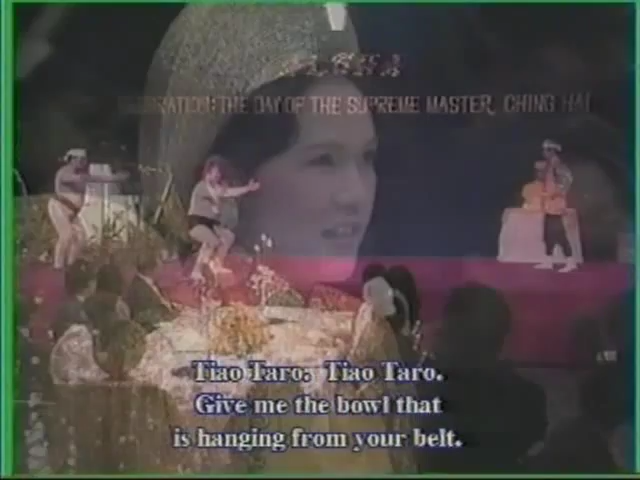 ALOHA
THE DAY OF THE SUPREME MASTER CHING HAI
Tiao Taro; Tiao Taro.
Give me the bowl that
is hanging from your belt.